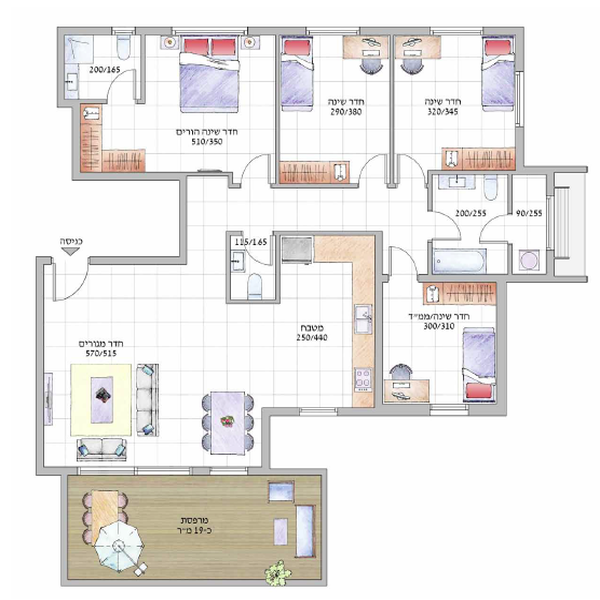 200/165
חדר שינה הורים
510/350
חדר שינה
290/380
חדר שינה
320/345
200/255
90/255
115/165
כניסה
חדר מגורים
570/515
מטבח
250/440
חדר שינה/ממ״ד
300/310
מרפסת
כ-19 מ״ר